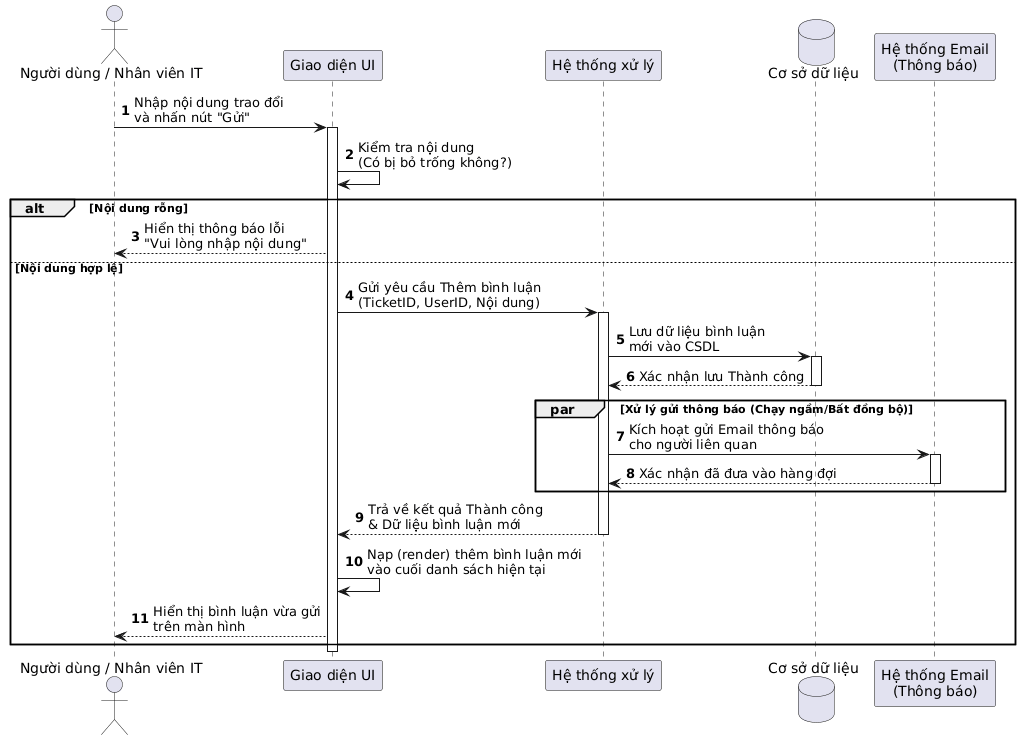 Người dùng / Nhân viên IT
Giao diện UI
Hệ thống xử lý
Cơ sở dữ liệu
Hệ thống Email
(Thông báo)
1 Nhập nội dung trao đổi
và nhấn nút "Gửi"
2 Kiểm tra nội dung
(Có bị bỏ trống không?)
alt [Nội dung rỗng]
3 Hiển thị thông báo lỗi
"Vui lòng nhập nội dung"
[Nội dung hợp lệ]
4 Gửi yêu cầu Thêm bình luận
(TicketID, UserID, Nội dung)
5 Lưu dữ liệu bình luận
mới vào CSDL
6 Xác nhận lưu Thành công
par [Xử lý gửi thông báo (Chạy ngầm/Bất đồng bộ)]
7 Kích hoạt gửi Email thông báo
cho người liên quan
8 Xác nhận đã đưa vào hàng đợi
9 Trả về kết quả Thành công
& Dữ liệu bình luận mới
10 Nạp (render) thêm bình luận mới
vào cuối danh sách hiện tại
11 Hiển thị bình luận vừa gửi
trên màn hình
Người dùng / Nhân viên IT
Giao diện UI
Hệ thống xử lý
Cơ sở dữ liệu
Hệ thống Email
(Thông báo)